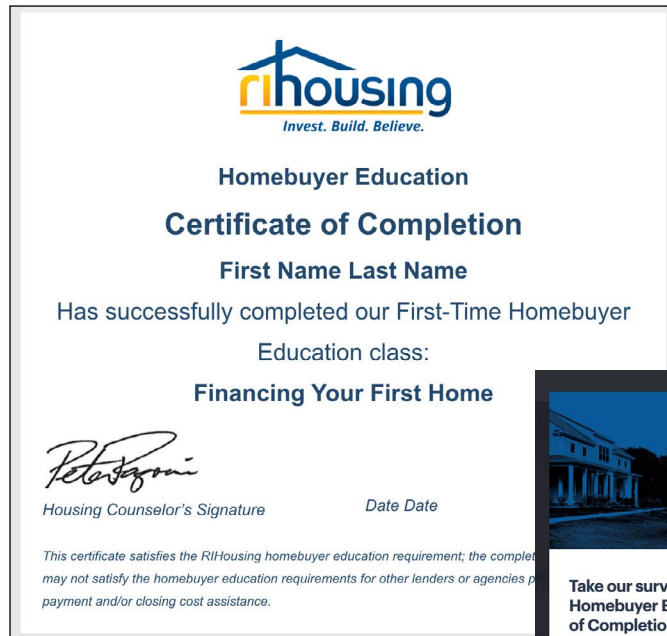 rihousing
Invest. Build. Believe.
Homebuyer Education
Certificate of Completion
First Name Last Name
Has successfully completed our First-Time Homebuyer
Education class:
Financing Your First Home
Housing Counselor's Signature
Date Date
This certificate satisfies the RIHousing homebuyer education requirement; the complet
may not satisfy the homebuyer education requirements for other lenders or agencies p
payment and/or closing cost assistance.
Take our surv
Homebuyer E
of Completio